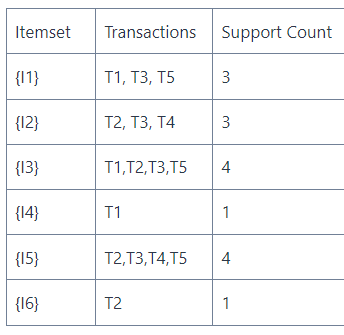 Itemset Transactions Support Count
{I1} T1, T3, T5 3
{I2} T2, T3, T4 3
{I3} T1,T2,T3,T5 4
{I4} T1 1
{I5} T2,T3,T4,T5 4
{I6} T2 1